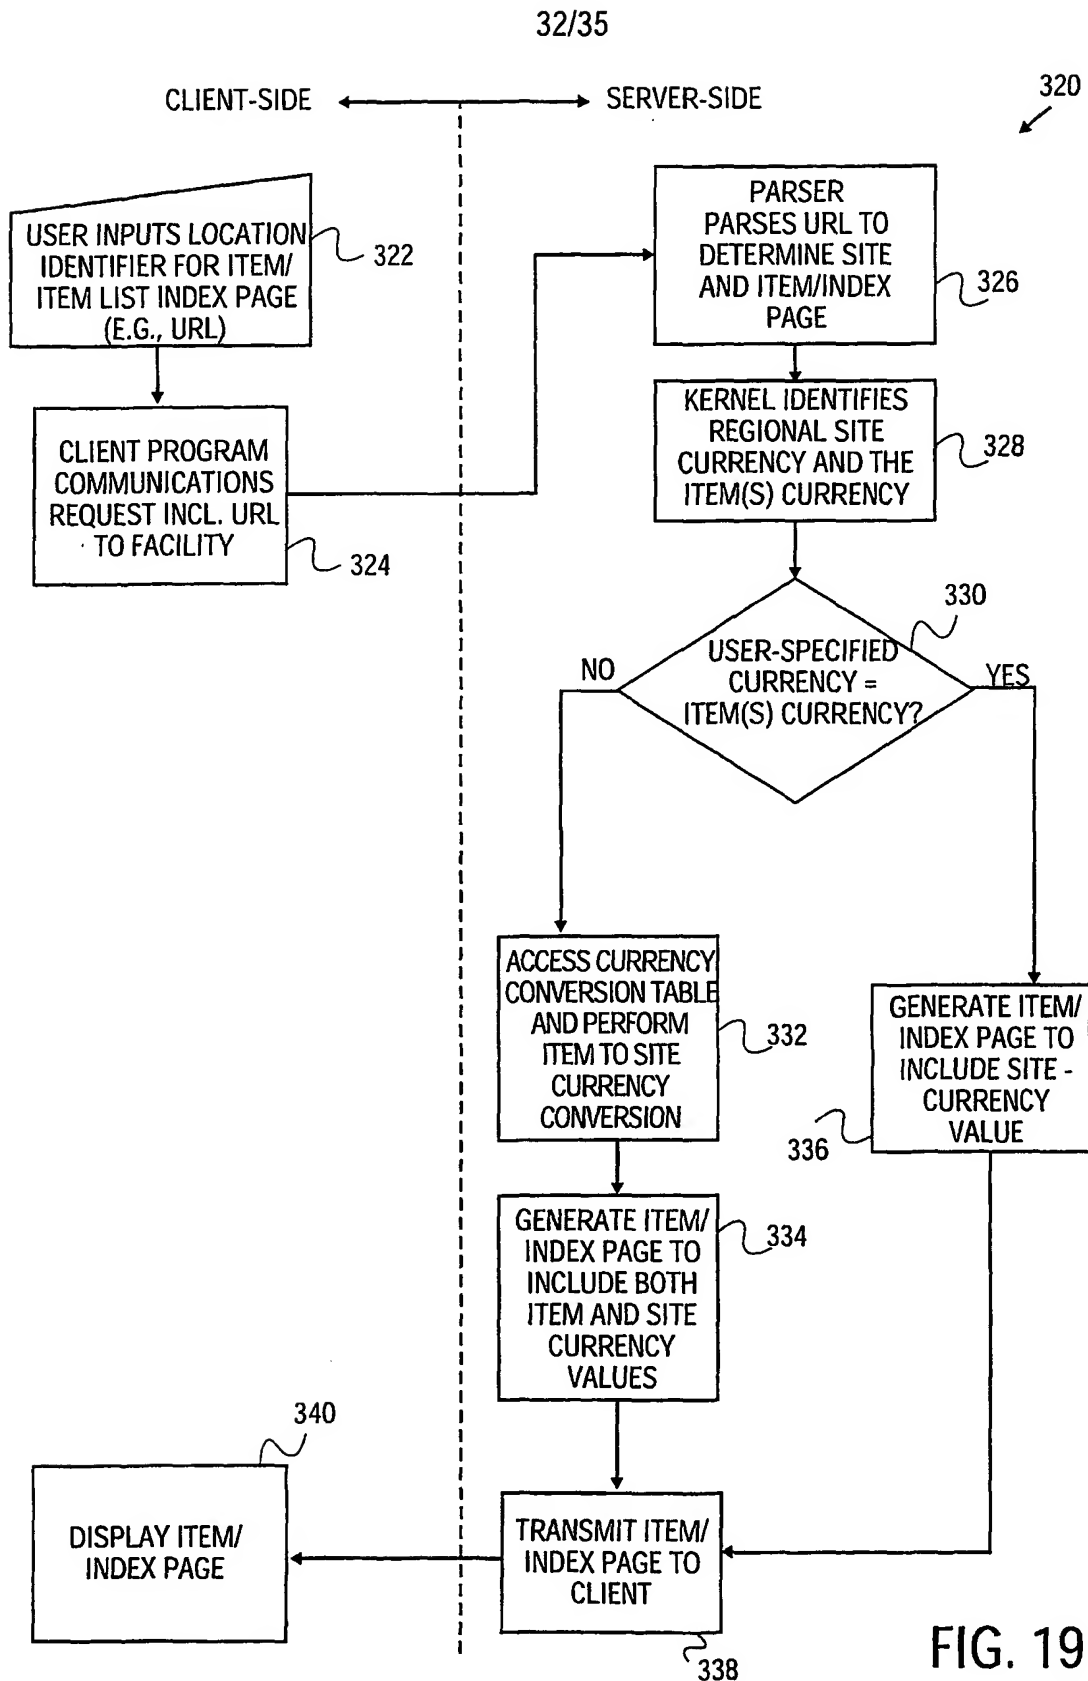 32/35
CLIENT-SIDE
SERVER-SIDE
320
USER INPUTS LOCATION
IDENTIFIER FOR ITEM/
ITEM LIST INDEX PAGE
(E.G., URL)
322
CLIENT PROGRAM
COMMUNICATIONS
REQUEST INCL. URL
TO FACILITY
324
PARSER
PARSES URL TO
DETERMINE SITE
AND ITEM/INDEX
PAGE
326
KERNEL IDENTIFIES
REGIONAL SITE
CURRENCY AND THE
ITEM(S) CURRENCY
328
330
USER-SPECIFIED
CURRENCY =
ITEM(S) CURRENCY?
NO
YES
ACCESS CURRENCY
CONVERSION TABLE
AND PERFORM
ITEM TO SITE
CURRENCY
CONVERSION
332
GENERATE ITEM/
INDEX PAGE TO
INCLUDE SITE -
CURRENCY
VALUE
336
GENERATE ITEM/
INDEX PAGE TO
INCLUDE BOTH
ITEM AND SITE
CURRENCY
VALUES
334
TRANSMIT ITEM/
INDEX PAGE TO
CLIENT
338
340
DISPLAY ITEM/
INDEX PAGE
FIG. 19